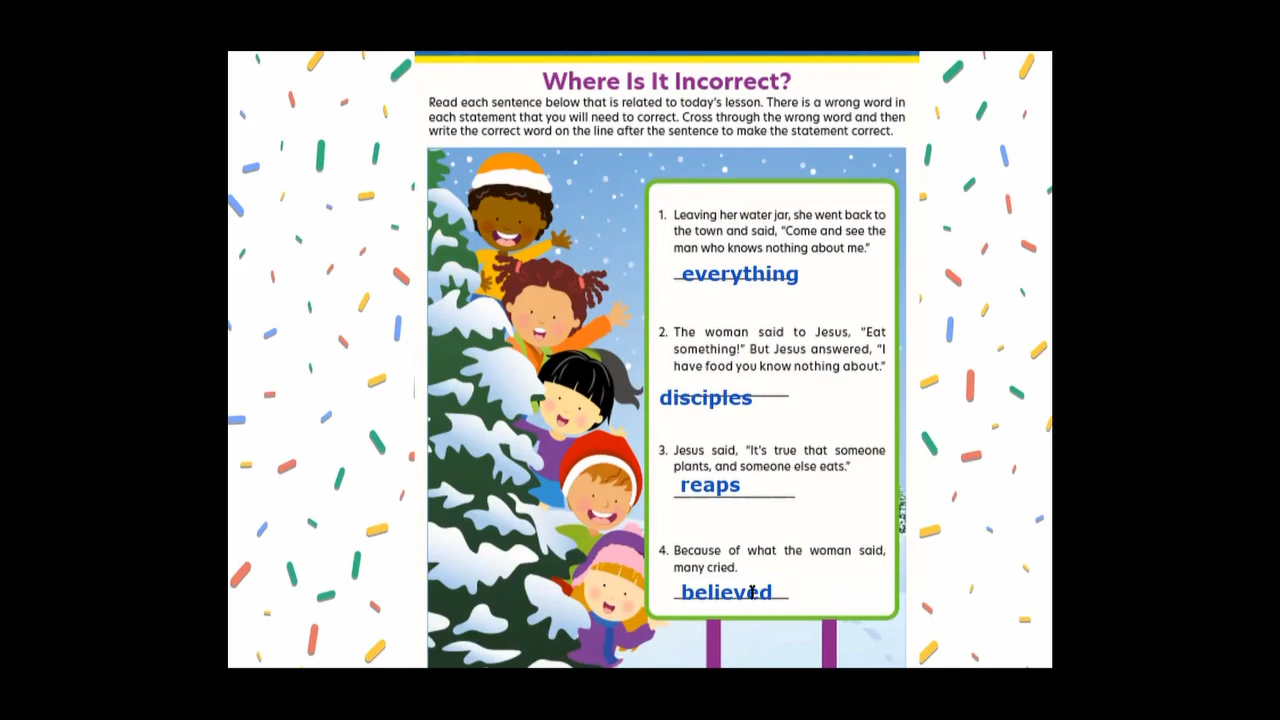 Where Is It Incorrect?
Read each sentence below that is related to today's lesson. There is a wrong word in
each statement that you will need to correct. Cross through the wrong word and then
write the correct word on the line after the sentence to make the statement correct.
1. Leaving her water jar, she went back to
the town and said, "Come and see the
man who knows nothing about me."
everything
2. The woman said to Jesus, "Eat
something!" But Jesus answered, "I
have food you know nothing about."
disciples
3. Jesus said, "It's true that someone
plants, and someone else eats."
reaps
4. Because of what the woman said,
many cried.
believed